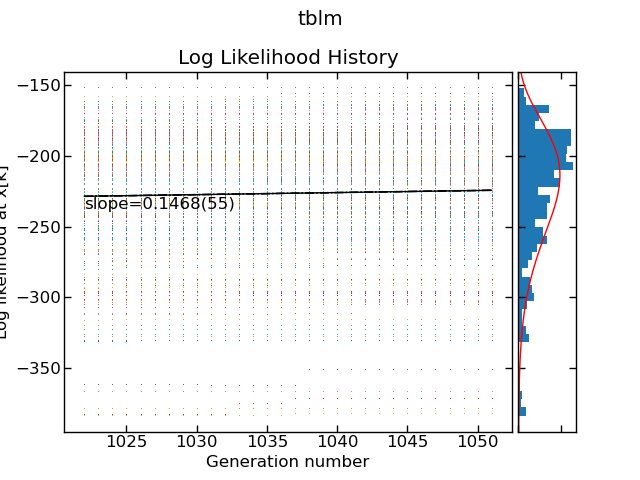 tblm
Log Likelihood History
Log likelihood at x[k]
−150
−200
−250
−300
−350
slope=0.1468(55)
1025 1030 1035 1040 1045 1050
Generation number